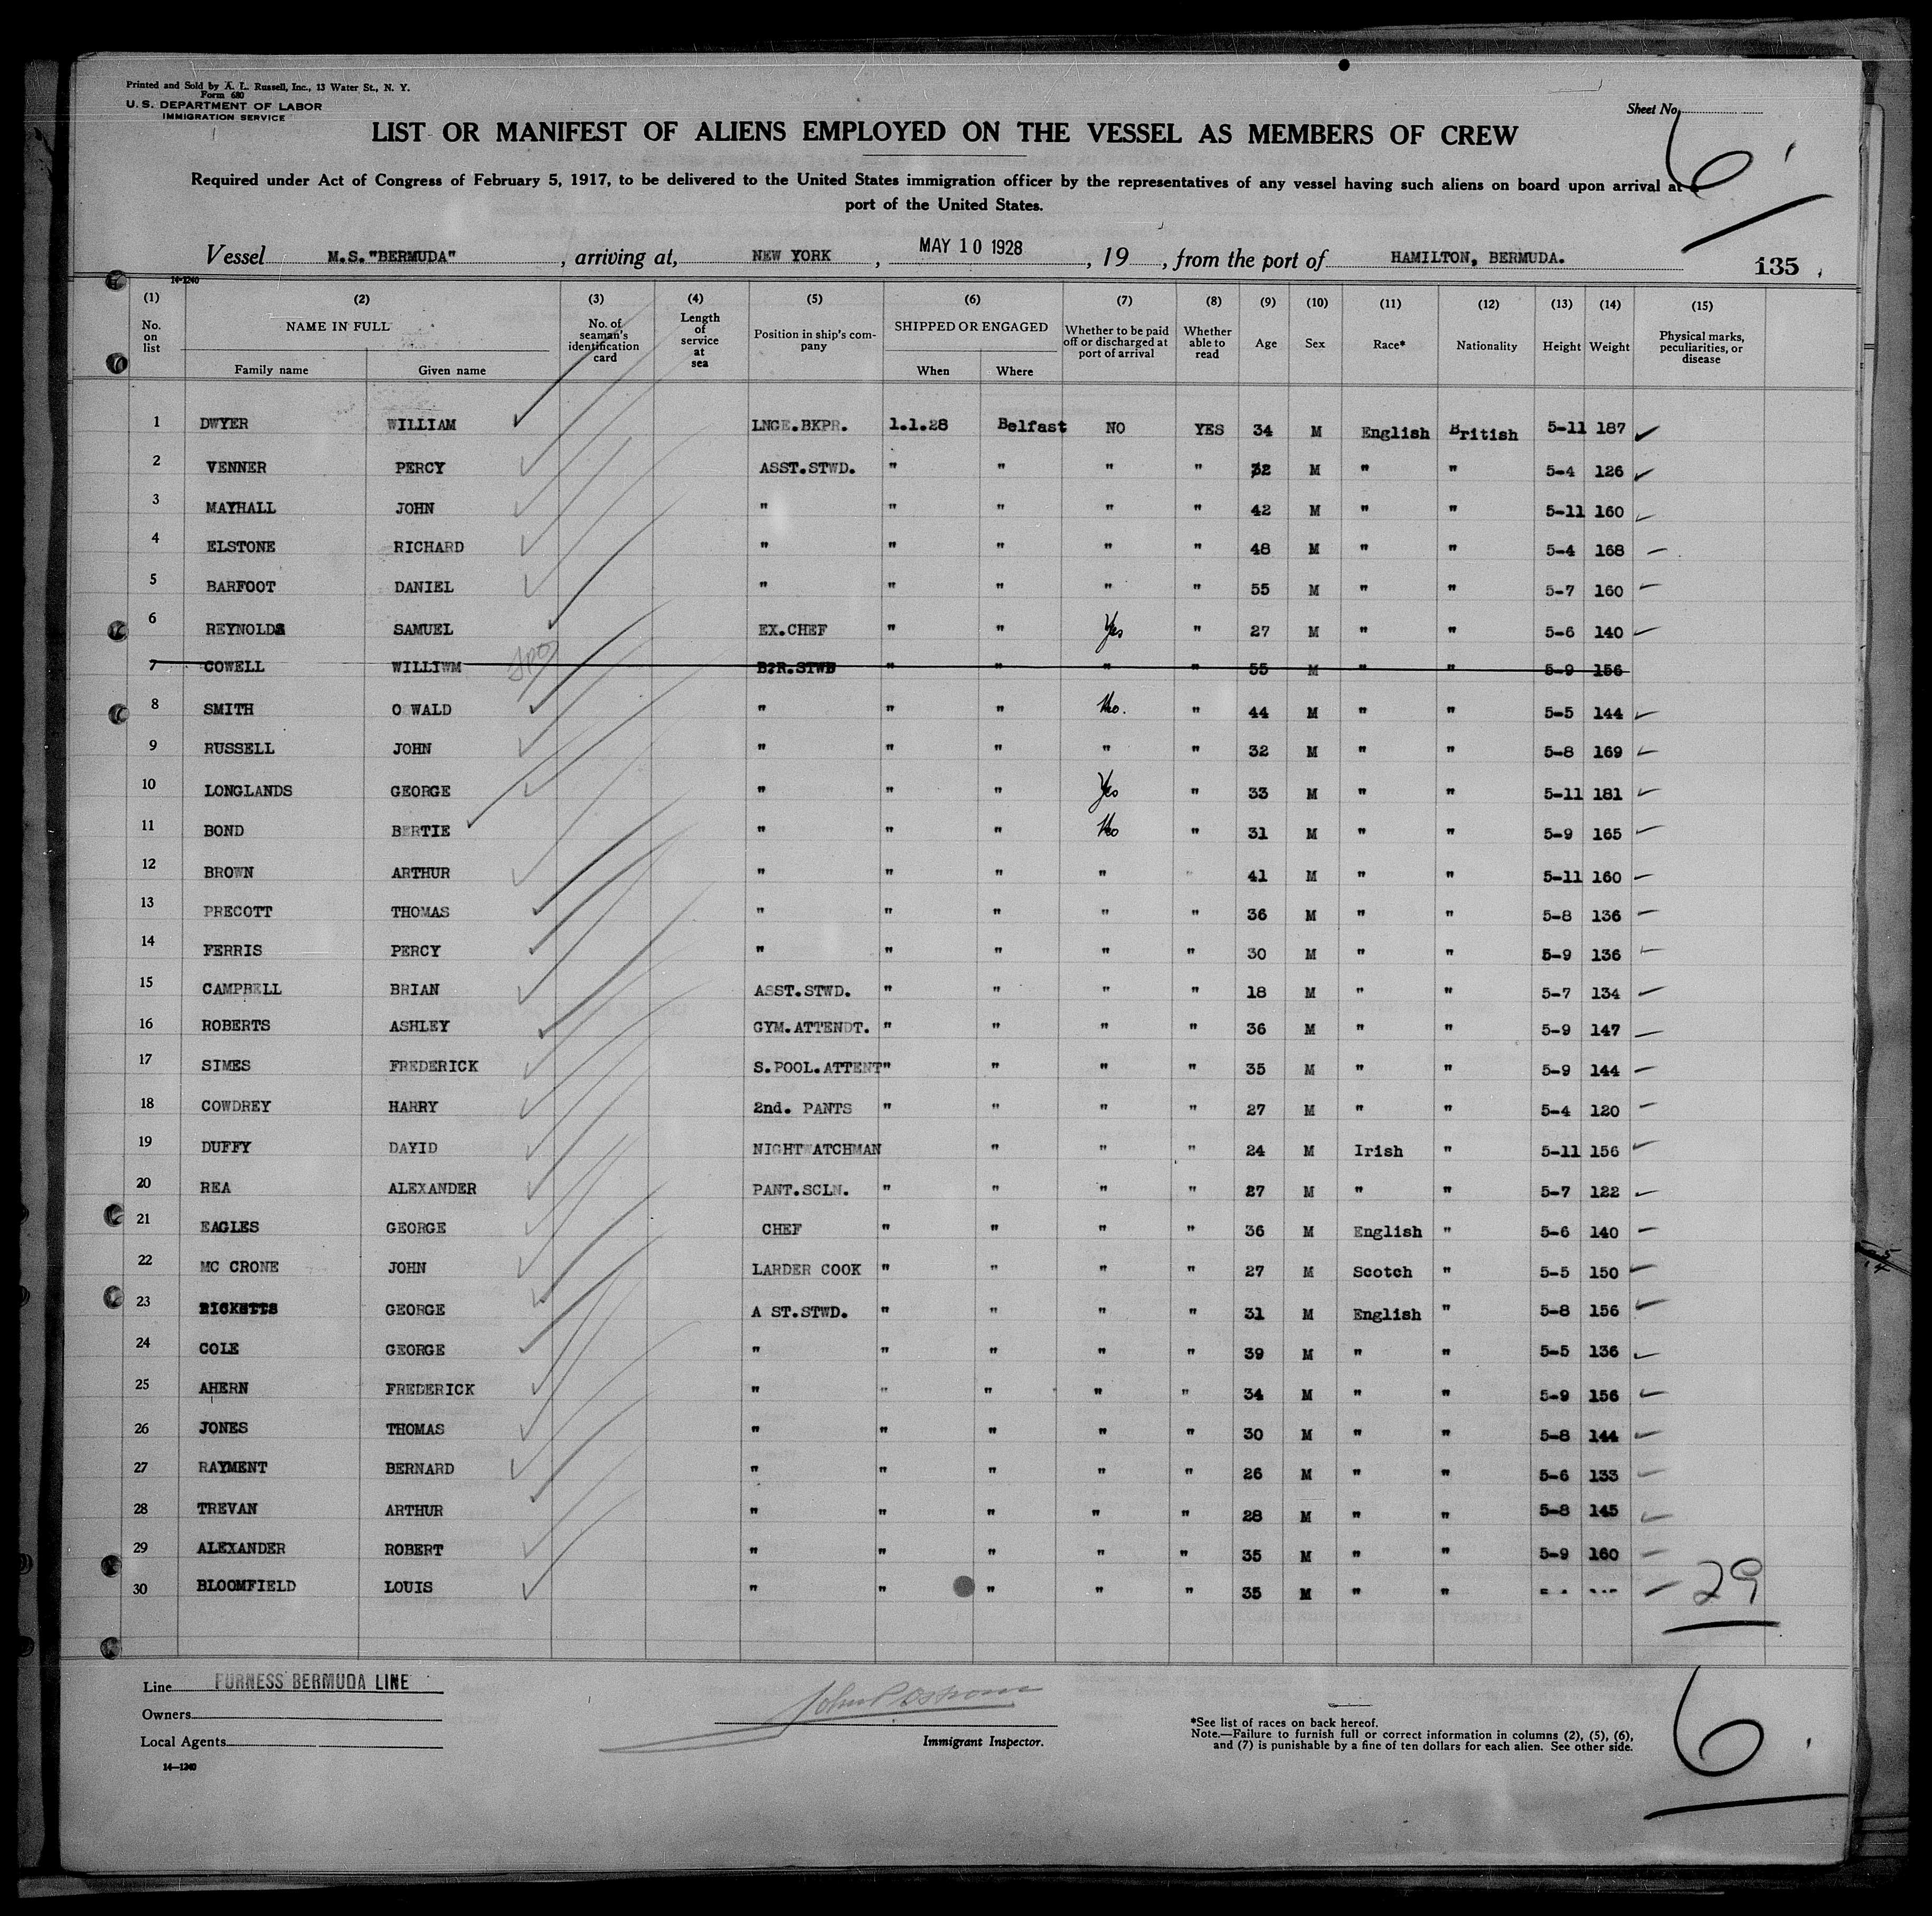 Printed and Sold by A. L. Russell, Inc., 13 Water St., N. Y.
Form 680
U. S. DEPARTMENT OF LABOR
IMMIGRATION SERVICE
Sheet No. 6
LIST OR MANIFEST OF ALIENS EMPLOYED ON THE VESSEL AS MEMBERS OF CREW
Required under Act of Congress of February 5, 1917, to be delivered to the United States immigration officer by the representatives of any vessel having such aliens on board upon arrival at a
port of the United States.
Vessel M.S."BERMUDA", arriving at, NEW YORK, MAY 10 1928, 19, from the port of HAMILTON, BERMUDA.
135
14-1240
(1) (2) (3) (4) (5) (6) (7) (8) (9) (10) (11) (12) (13) (14) (15)
No. on list NAME IN FULL Family name Given name No. of seaman's identification card Length of service at sea Position in ship's company SHIPPED OR ENGAGED When Where Whether to be paid off or discharged at port of arrival Whether able to read Age Sex Race* Nationality Height Weight Physical marks, peculiarities, or disease
1 DWYER WILLIAM LNGE.BKPR. 1.1.28 Belfast NO YES 34 M English British 5-11 187
2 VENNER PERCY ASST.STWD. " " " " 32 M " " 5-4 126
3 MAYHALL JOHN " " " " " 42 M " " 5-11 160
4 ELSTONE RICHARD " " " " " 48 M " " 5-4 168
5 BARFOOT DANIEL " " " " " 55 M " " 5-7 160
6 REYNOLDS SAMUEL EX.CHEF " " Yes " 27 M " " 5-6 140
7 COWELL WILLIWM B?R.STWD " " " " 55 M " " 5-9 156
8 SMITH O WALD " " " No. " 44 M " " 5-5 144
9 RUSSELL JOHN " " " " " 32 M " " 5-8 169
10 LONGLANDS GEORGE " " " Yes " 33 M " " 5-11 181
11 BOND BERTIE " " " No " 31 M " " 5-9 165
12 BROWN ARTHUR " " " " " 41 M " " 5-11 160
13 PRECOTT THOMAS " " " " " 36 M " " 5-8 136
14 FERRIS PERCY " " " " " 30 M " " 5-9 136
15 CAMPBELL BRIAN ASST.STWD. " " " " 18 M " " 5-7 134
16 ROBERTS ASHLEY GYM.ATTENDT. " " " " 36 M " " 5-9 147
17 SIMES FREDERICK S.POOL.ATTENT " " " " 35 M " " 5-9 144
18 COWDREY HARRY 2nd. PANTS " " " " 27 M " " 5-4 120
19 DUFFY DAYID NIGHTWATCHMAN " " " 24 M Irish " 5-11 156
20 REA ALEXANDER PANT.SCLN. " " " " 27 M " " 5-7 122
21 EAGLES GEORGE CHEF " " " " 36 M English " 5-6 140
22 MC CRONE JOHN LARDER COOK " " " " 27 M Scotch " 5-5 150
23 RICKETTS GEORGE A ST.STWD. " " " " 31 M English " 5-8 156
24 COLE GEORGE " " " " " 39 M " " 5-5 136
25 AHERN FREDERICK " " " " " 34 M " " 5-9 156
26 JONES THOMAS " " " " " 30 M " " 5-8 144
27 RAYMENT BERNARD " " " " " 26 M " " 5-6 133
28 TREVAN ARTHUR " " " " " 28 M " " 5-8 145
29 ALEXANDER ROBERT " " " " " 35 M " " 5-9 160
30 BLOOMFIELD LOUIS " " " " " 35 M " "
29
Line FURNESS BERMUDA LINE
Owners
Local Agents
14—1240
Immigrant Inspector.
*See list of races on back hereof.
Note.—Failure to furnish full or correct information in columns (2), (5), (6),
and (7) is punishable by a fine of ten dollars for each alien. See other side.
6